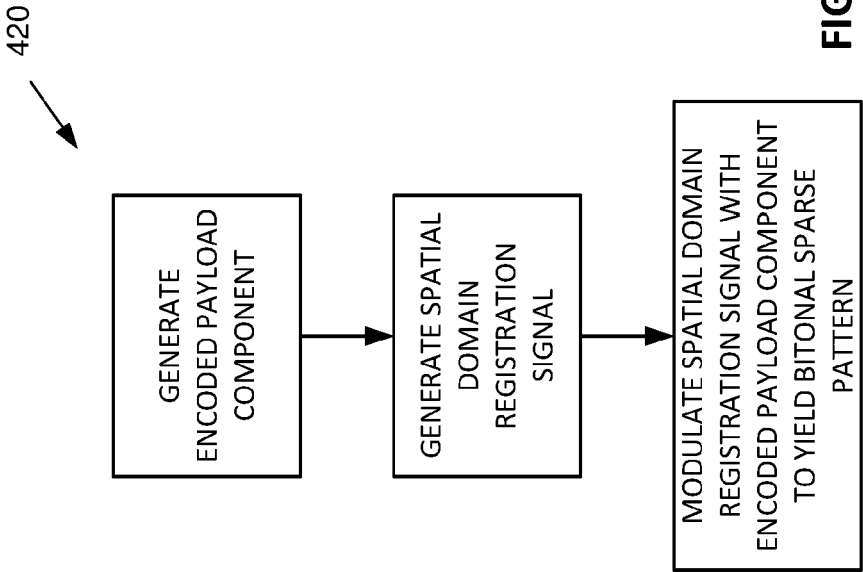 420
GENERATE
ENCODED PAYLOAD
COMPONENT
GENERATE SPATIAL
DOMAIN
REGISTRATION
SIGNAL
MODULATE SPATIAL DOMAIN
REGISTRATION SIGNAL WITH
ENCODED PAYLOAD COMPONENT
TO YIELD BITONAL SPARSE
PATTERN
FIG